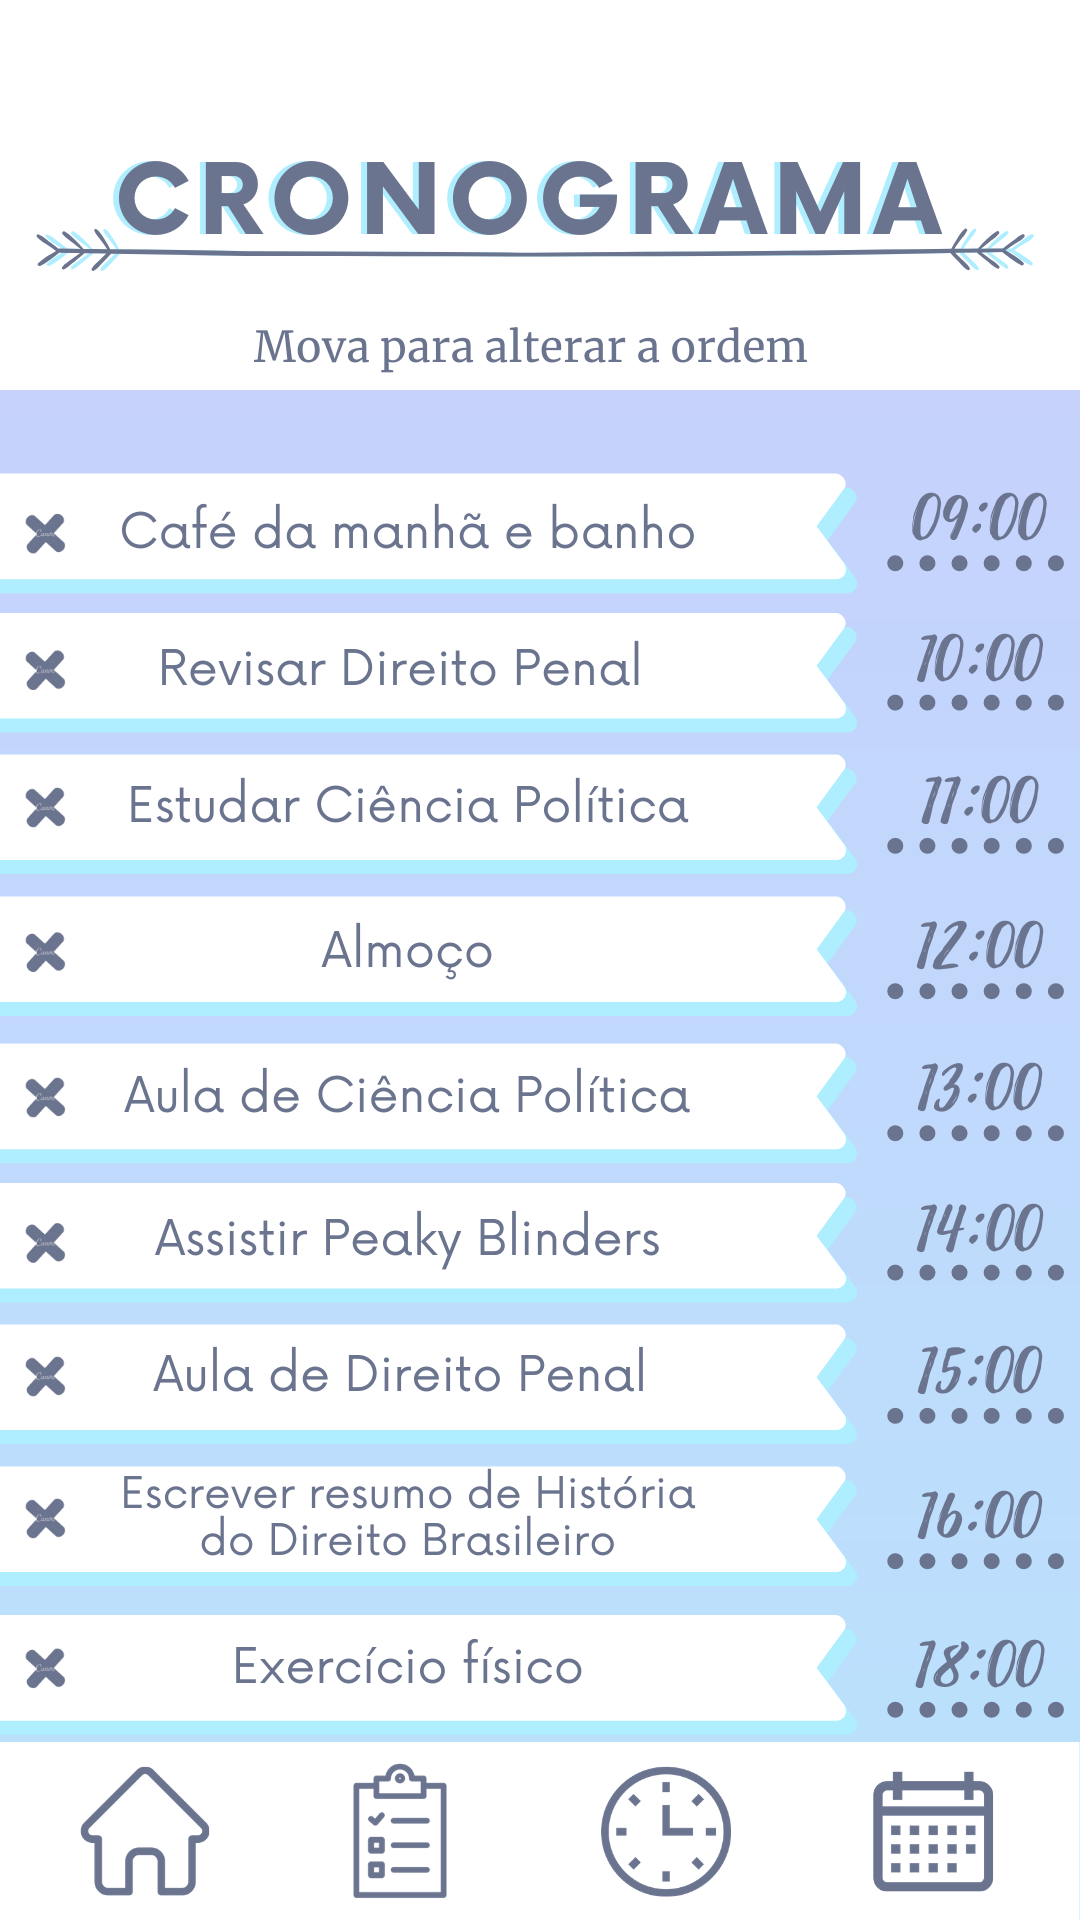 CRONOGRAMA
Mova para alterar a ordem
Café da manhã e banho
09:00
Revisar Direito Penal
10:00
Estudar Ciência Política
11:00
Almoço
12:00
Aula de Ciência Política
13:00
Assistir Peaky Blinders
14:00
Aula de Direito Penal
15:00
Escrever resumo de História
do Direito Brasileiro
16:00
Exercício físico
18:00